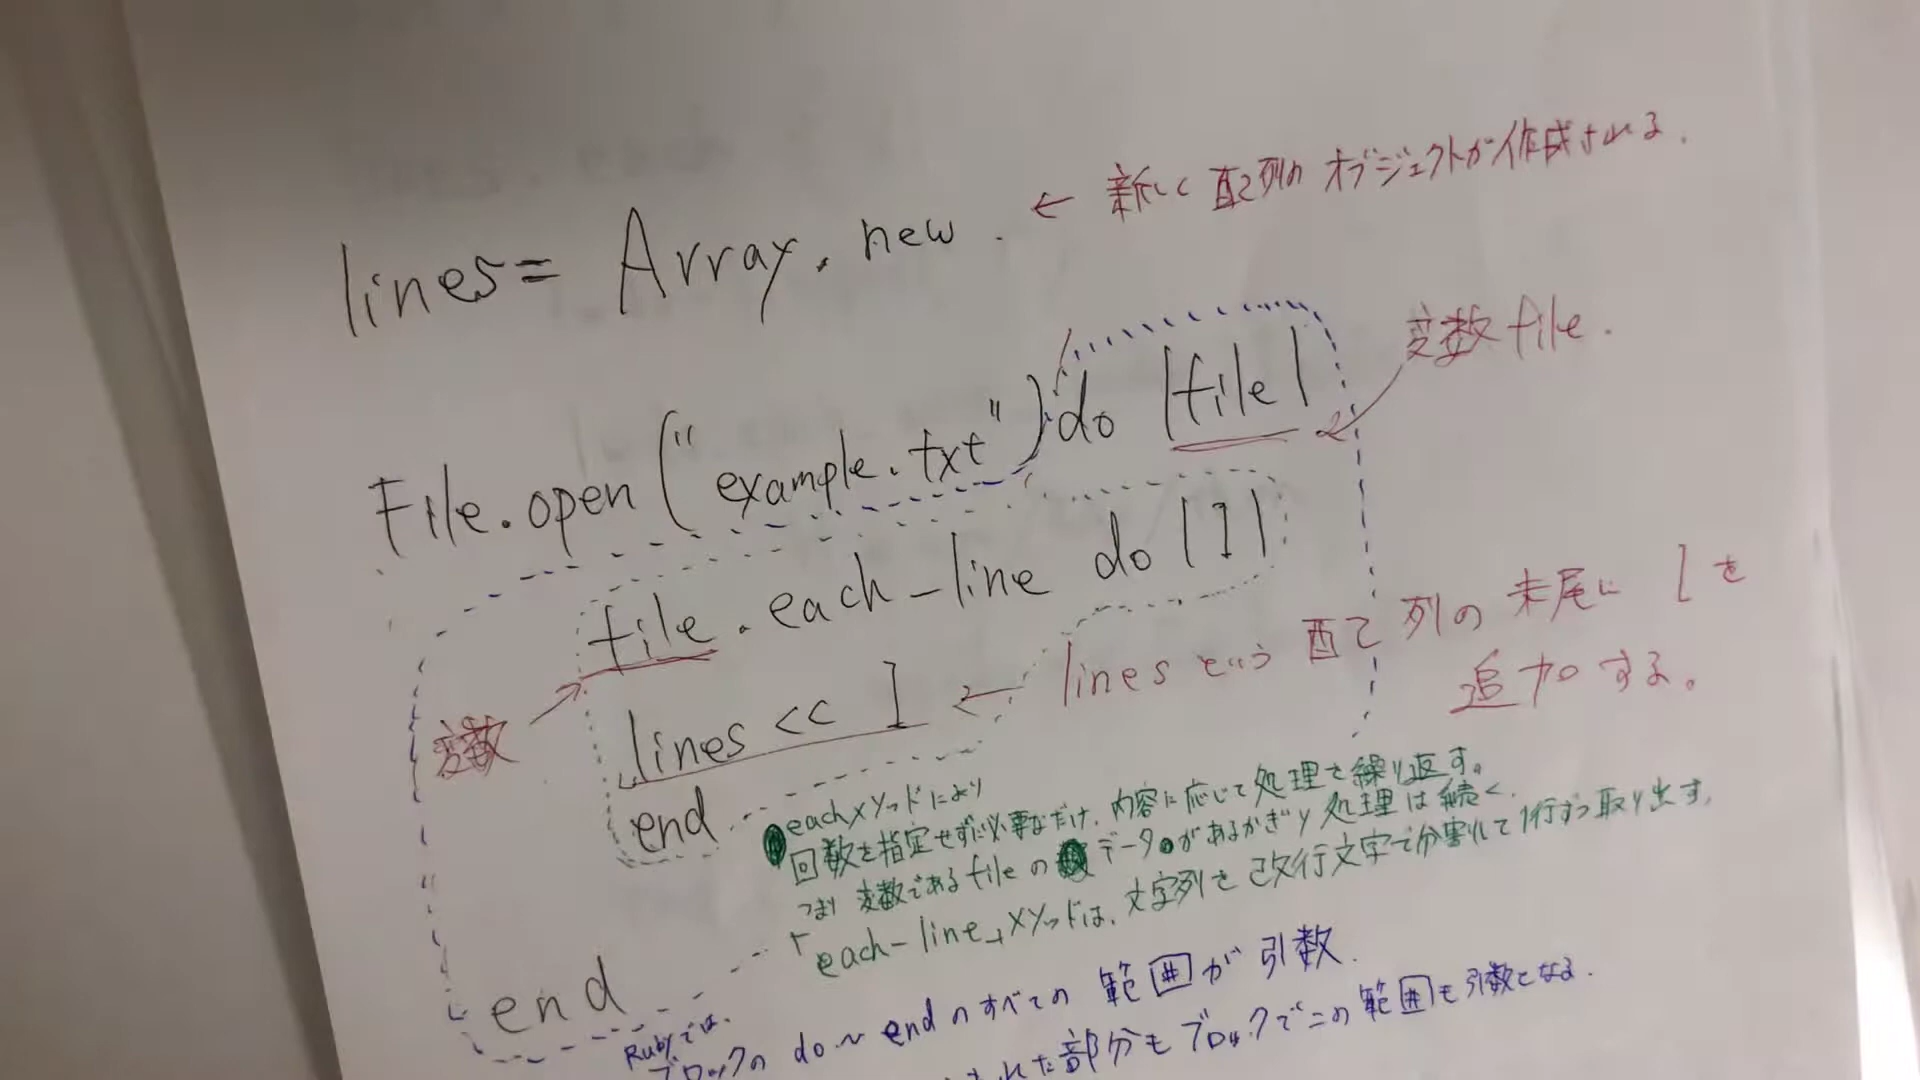 lines = Array.new
← 新しく配列のオブジェクトが作成される.
File.open("example.txt") do |file|
変数 file.
file.each_line do |l|
変数
lines << l
← linesという配列の末尾に l を
追加する。
end
eachメソッドにより
回数を指定せずに必要なだけ、内容に応じて処理を繰り返す。
つまり 変数である file の データがあるかぎり処理は続く.
「each-line」メソッドは、文字列を改行文字で分割して1行ずつ取り出す.
end
Rubyでは.
ブロックの do ～ end のすべての 範囲が引数.
れた部分もブロックでこの範囲も引数となる.